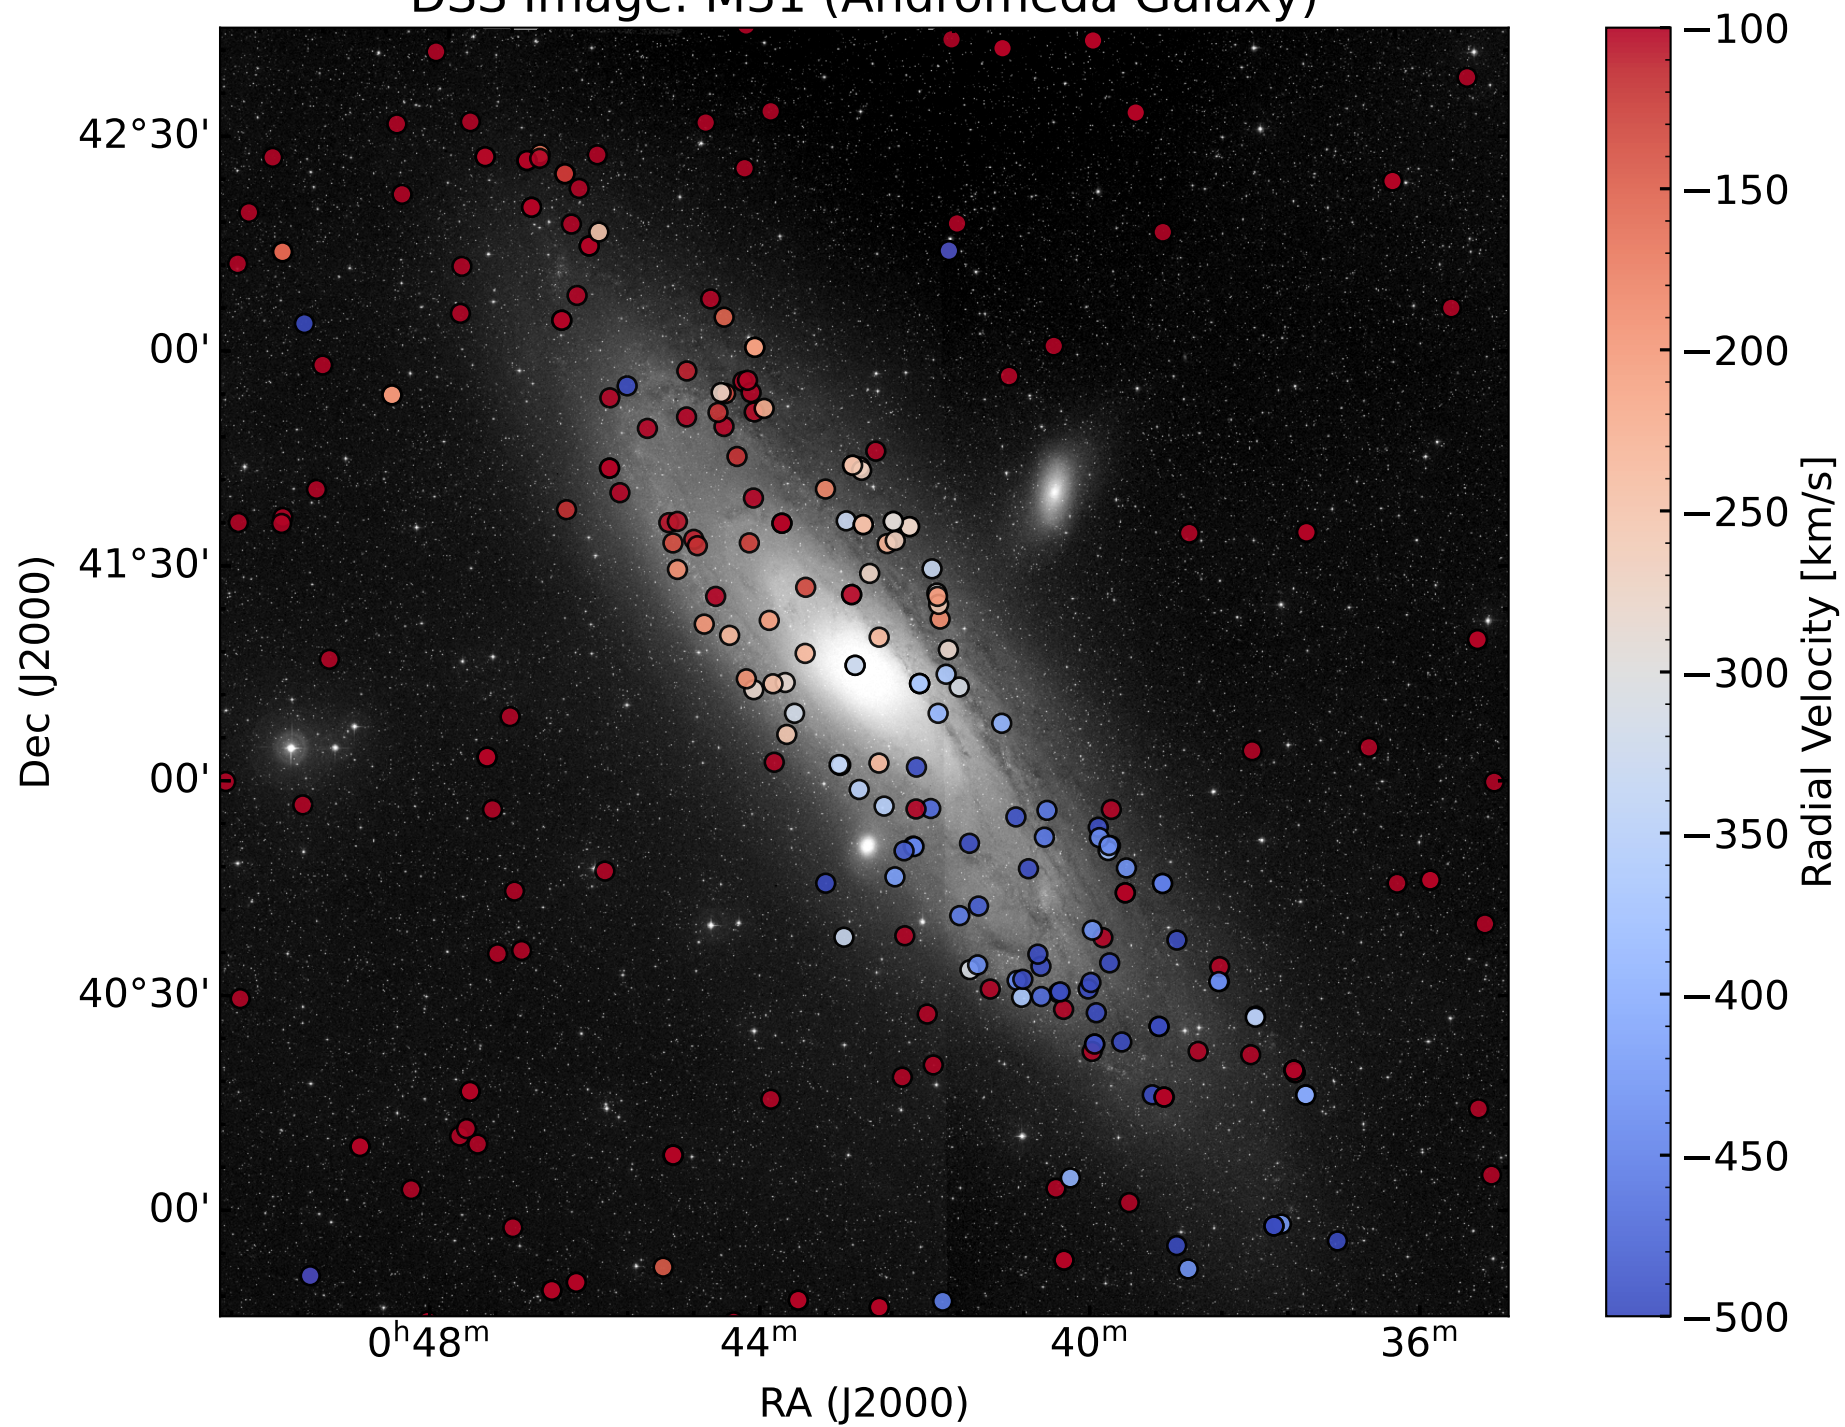 DSS Image: M31 (Andromeda Galaxy)
42°30'
00'
41°30'
00'
40°30'
00'
Dec (J2000)
0ʰ48ᵐ
44ᵐ
40ᵐ
36ᵐ
RA (J2000)
−100
−150
−200
−250
−300
−350
−400
−450
−500
Radial Velocity [km/s]